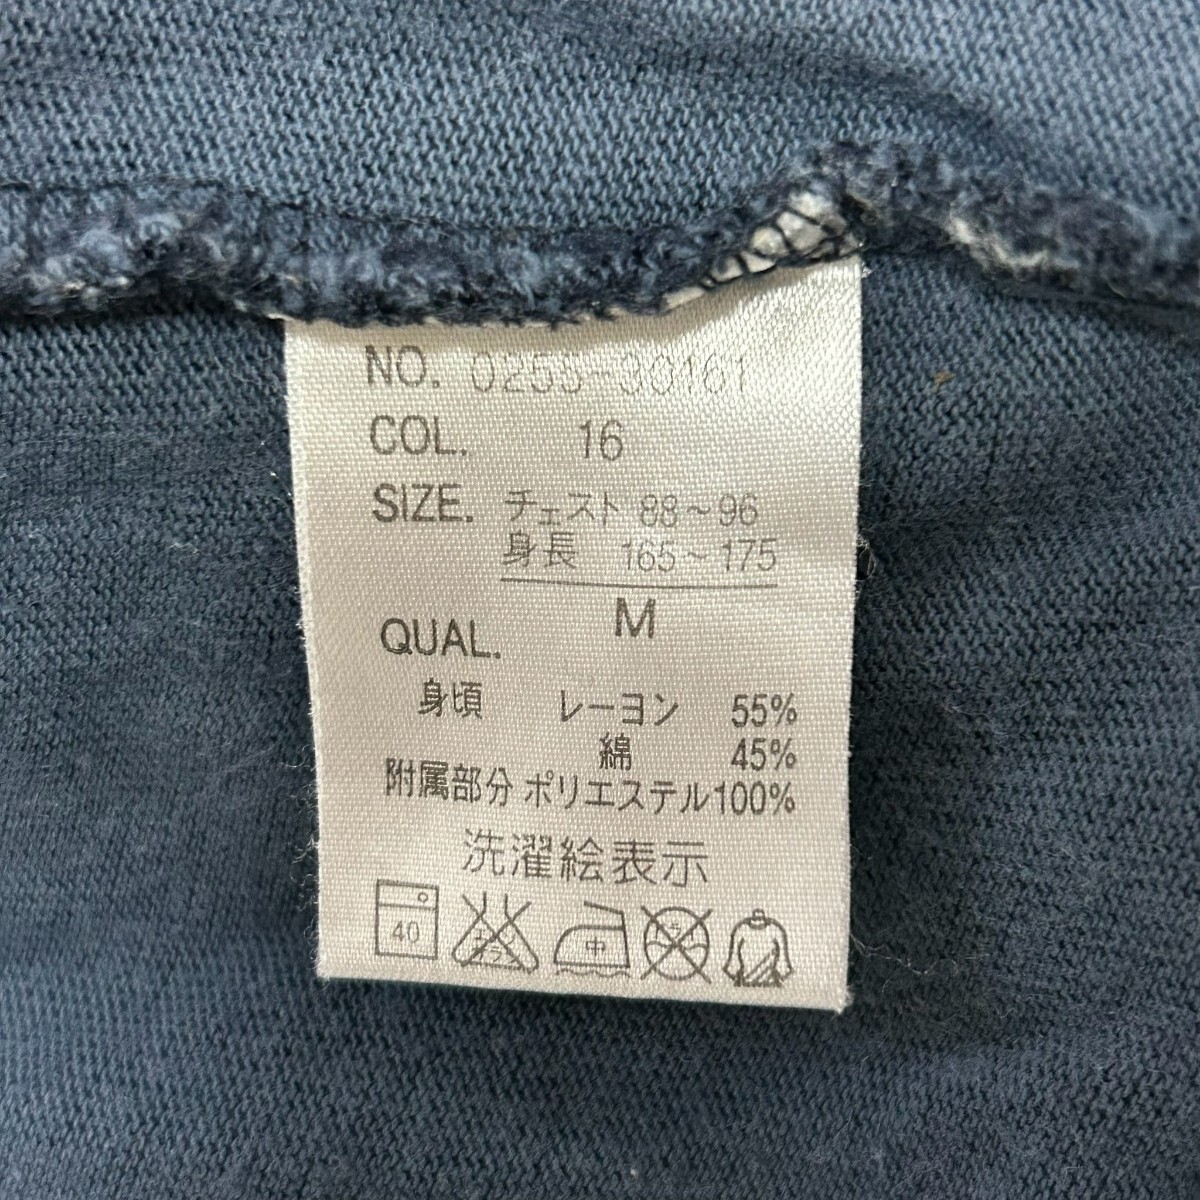 NO. 0255-30161
COL. 16
SIZE. チェスト 88~96
身長 165~175
M
QUAL.
身頃 レーヨン 55%
綿 45%
附属部分 ポリエステル100%
洗濯絵表示
40
中